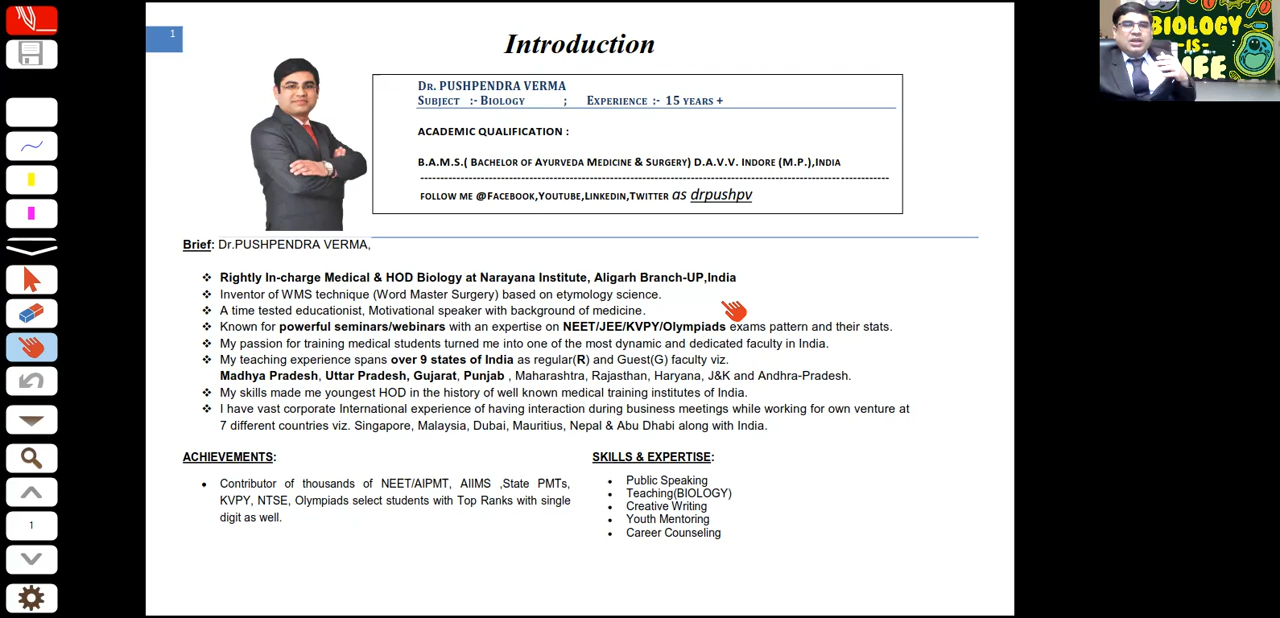 1
Introduction
BIOLOGY
-IS-
LIFE
DR. PUSHPENDRA VERMA
SUBJECT :- BIOLOGY ; EXPERIENCE :- 15 YEARS +
ACADEMIC QUALIFICATION :
B.A.M.S.( BACHELOR OF AYURVEDA MEDICINE & SURGERY) D.A.V.V. INDORE (M.P.),INDIA
FOLLOW ME @FACEBOOK,YOUTUBE,LINKEDIN,TWITTER as drpushpv
Brief: Dr.PUSHPENDRA VERMA,
❖ Rightly In-charge Medical & HOD Biology at Narayana Institute, Aligarh Branch-UP,India
❖ Inventor of WMS technique (Word Master Surgery) based on etymology science.
❖ A time tested educationist, Motivational speaker with background of medicine.
❖ Known for powerful seminars/webinars with an expertise on NEET/JEE/KVPY/Olympiads exams pattern and their stats.
❖ My passion for training medical students turned me into one of the most dynamic and dedicated faculty in India.
❖ My teaching experience spans over 9 states of India as regular(R) and Guest(G) faculty viz.
Madhya Pradesh, Uttar Pradesh, Gujarat, Punjab , Maharashtra, Rajasthan, Haryana, J&K and Andhra-Pradesh.
❖ My skills made me youngest HOD in the history of well known medical training institutes of India.
❖ I have vast corporate International experience of having interaction during business meetings while working for own venture at
7 different countries viz. Singapore, Malaysia, Dubai, Mauritius, Nepal & Abu Dhabi along with India.
ACHIEVEMENTS:
• Contributor of thousands of NEET/AIPMT, AIIMS ,State PMTs,
KVPY, NTSE, Olympiads select students with Top Ranks with single
digit as well.
SKILLS & EXPERTISE:
• Public Speaking
• Teaching(BIOLOGY)
• Creative Writing
• Youth Mentoring
• Career Counseling
1